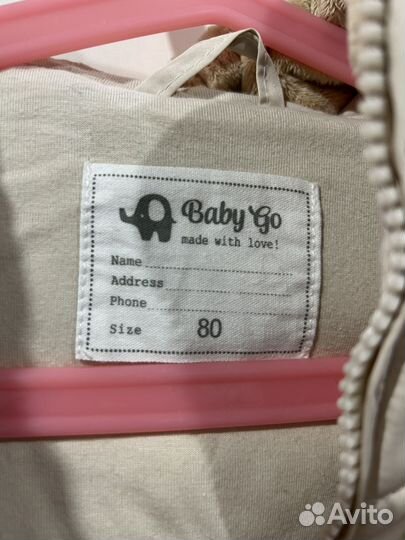 Baby Go
made with love!
Name
Address
Phone
Size 80
Avito